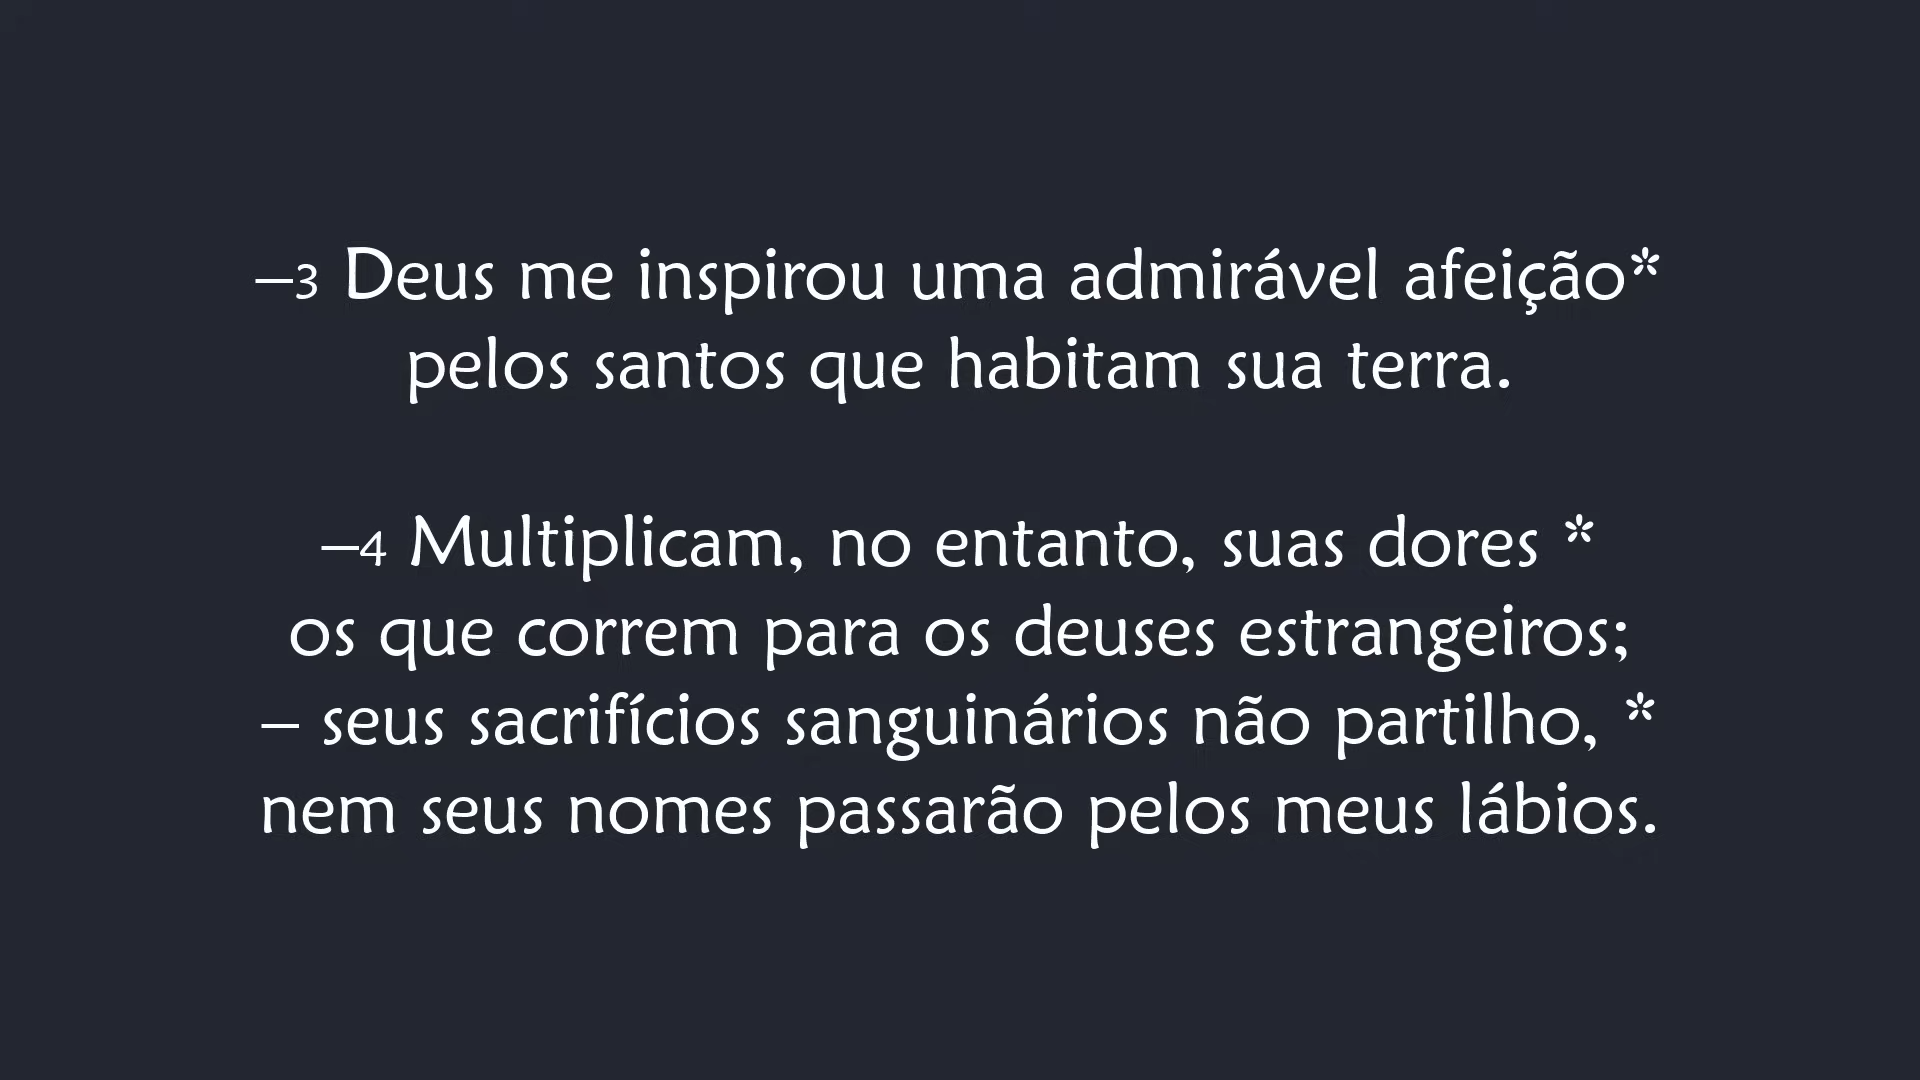 –3 Deus me inspirou uma admirável afeição*
pelos santos que habitam sua terra.
–4 Multiplicam, no entanto, suas dores *
os que correm para os deuses estrangeiros;
– seus sacrifícios sanguinários não partilho, *
nem seus nomes passarão pelos meus lábios.